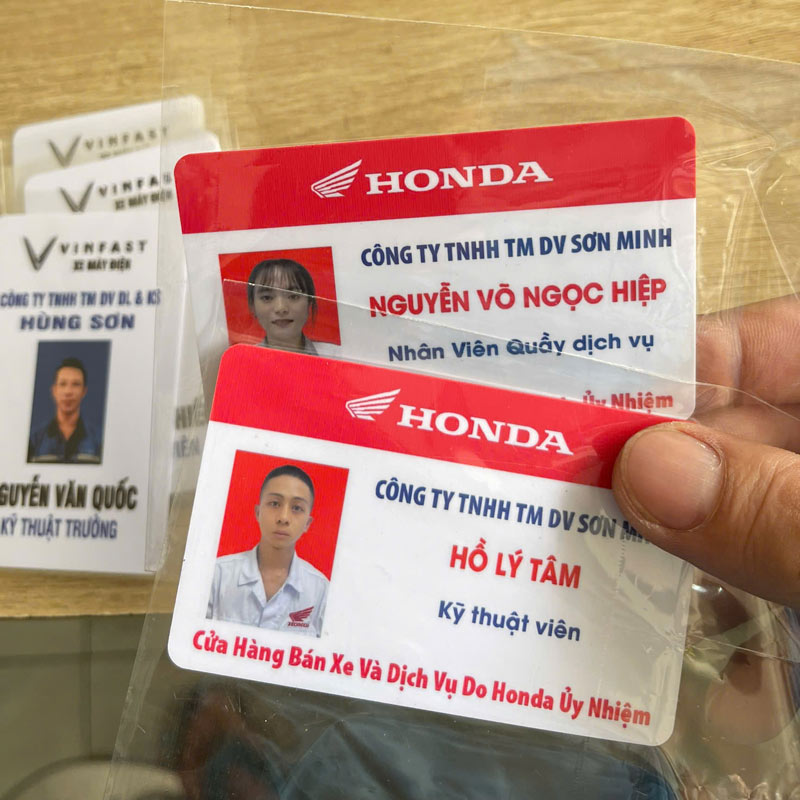 VINFAST
VINFAST
XE MÁY ĐIỆN
VINFAST
XE MÁY ĐIỆN
CÔNG TY TNHH TM DV DL & KS
HÙNG SƠN
NGUYỄN VĂN QUỐC
KỸ THUẬT TRƯỞNG
HONDA
CÔNG TY TNHH TM DV SƠN MINH
NGUYỄN VÕ NGỌC HIỆP
Nhân Viên Quầy dịch vụ
Ủy Nhiệm
HONDA
CÔNG TY TNHH TM DV SƠN
HỒ LÝ TÂM
Kỹ thuật viên
HONDA
Cửa Hàng Bán Xe Và Dịch Vụ Do Honda Ủy Nhiệm